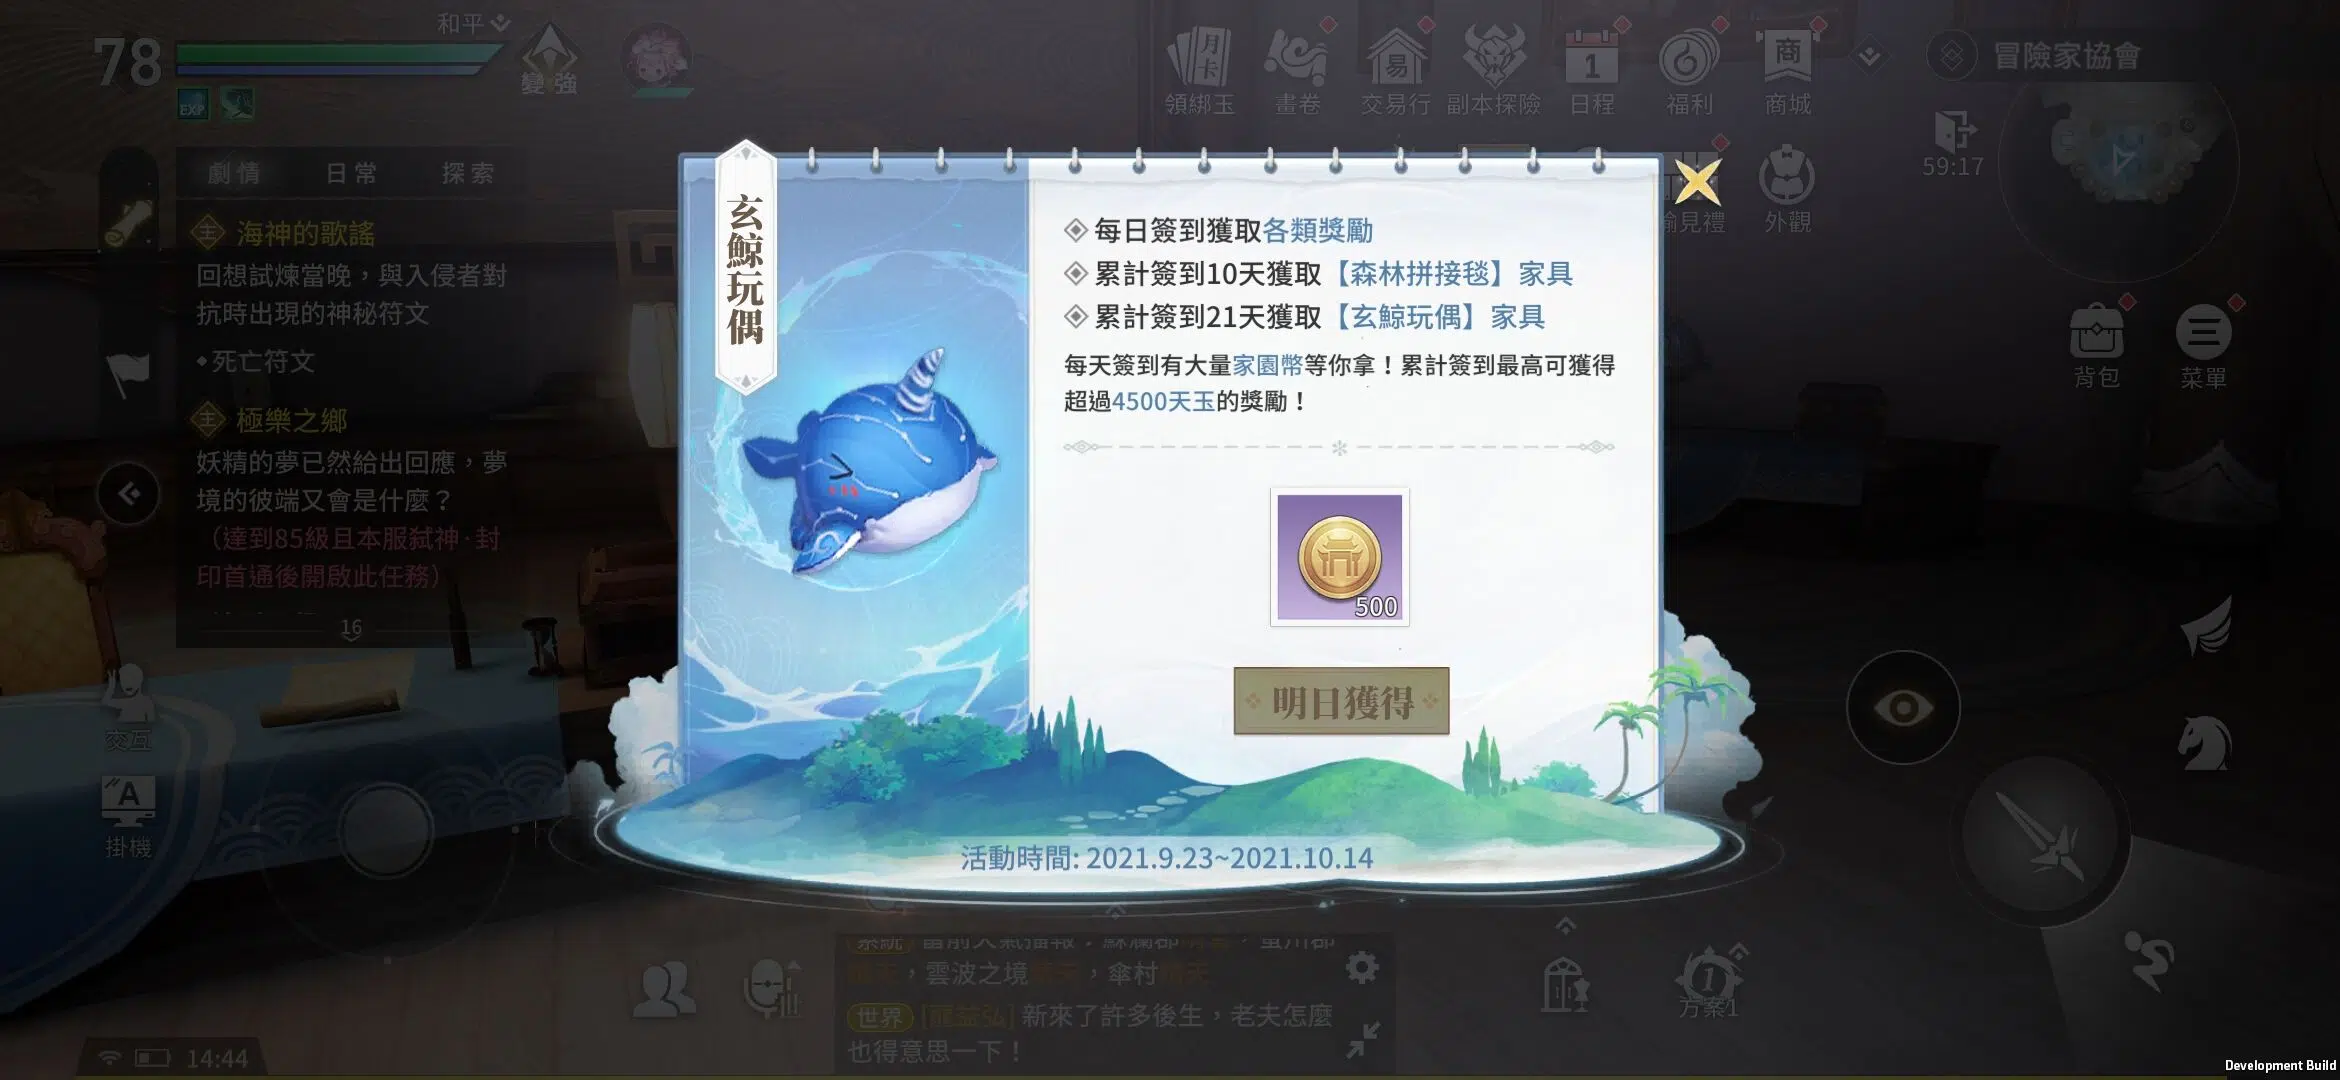 和平
78
變強
EXP
月卡
領綁玉
畫卷
易
交易行
副本探險
1
日程
福利
商
商城
冒險家協會
59:17
外觀
劇情
日常
探索
主 海神的歌謠
回想試煉當晚，與入侵者對
抗時出現的神秘符文
死亡符文
主 極樂之鄉
妖精的夢已然給出回應，夢
境的彼端又會是什麼？
（達到85級且本服弒神·封
印首通後開啟此任務）
16
玄鯨玩偶
每日簽到獲取各類獎勵
累計簽到10天獲取【森林拼接毯】家具
累計簽到21天獲取【玄鯨玩偶】家具
每天簽到有大量家園幣等你拿！累計簽到最高可獲得
超過4500天玉的獎勵！
500
明日獲得
活動時間: 2021.9.23~2021.10.14
見禮
背包
菜單
交互
A
掛機
，雲波之境，傘村
世界
新來了許多後生，老夫怎麼
也得意思一下！
1
方案1
14:44
Development Build